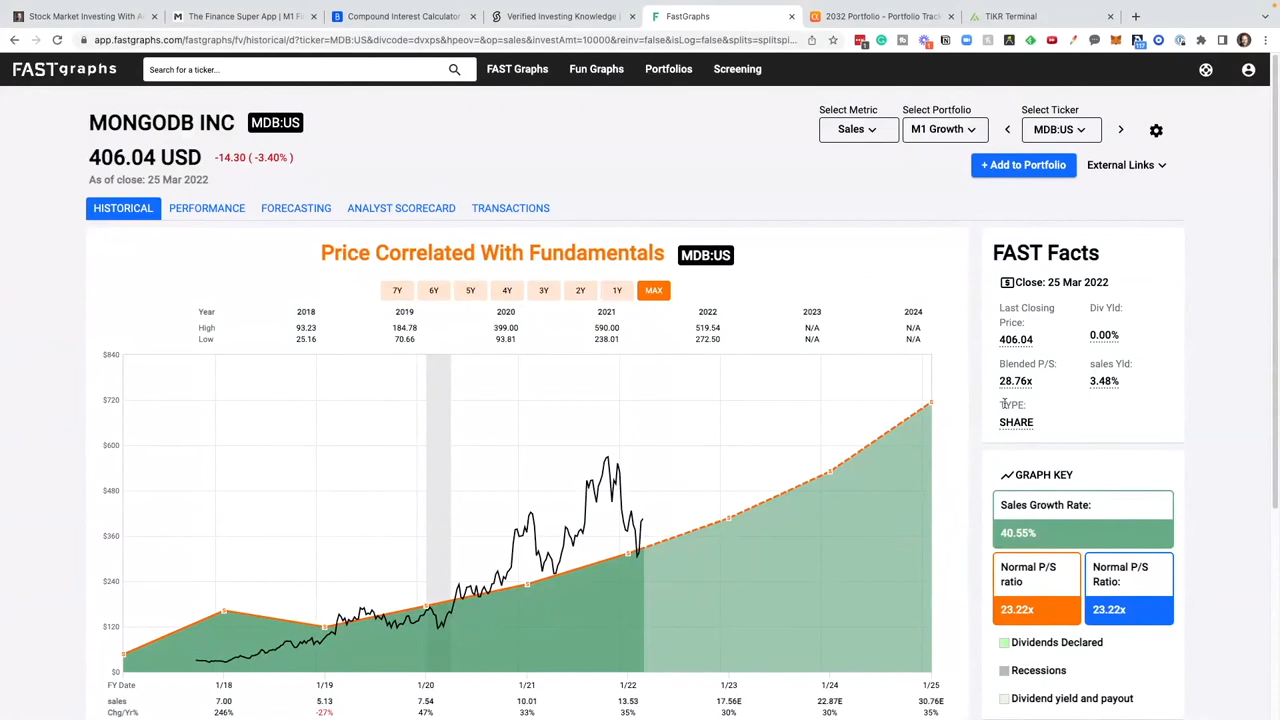 Stock Market Investing With A
The Finance Super App | M1 Fi
Compound Interest Calculator
Verified Investing Knowledge |
FastGraphs
2032 Portfolio - Portfolio Track
TIKR Terminal
app.fastgraphs.com/fastgraphs/fv/historical/d?ticker=MDB:US&divcode=dvxps&hpeov=&op=sales&investAmt=10000&reinv=false&isLog=false&splits=splitspi...
FAST graphs
Search for a ticker...
FAST Graphs
Fun Graphs
Portfolios
Screening
MONGODB INC MDB:US
406.04 USD -14.30 ( -3.40% )
As of close: 25 Mar 2022
Select Metric
Select Portfolio
Select Ticker
Sales
M1 Growth
MDB:US
+ Add to Portfolio
External Links
HISTORICAL
PERFORMANCE
FORECASTING
ANALYST SCORECARD
TRANSACTIONS
Price Correlated With Fundamentals MDB:US
7Y 6Y 5Y 4Y 3Y 2Y 1Y MAX
Year 2018 2019 2020 2021 2022 2023 2024
High 93.23 184.78 399.00 590.00 519.54 N/A N/A
Low 25.16 70.66 93.81 238.01 272.50 N/A N/A
$840
$720
$600
$480
$360
$240
$120
$0
FY Date 1/18 1/19 1/20 1/21 1/22 1/23 1/24 1/25
sales 7.00 5.13 7.54 10.01 13.53 17.56E 22.87E 30.76E
Chg/Yr% 246% -27% 47% 33% 35% 30% 30% 35%
FAST Facts
Close: 25 Mar 2022
Last Closing
Price:
406.04
Div Yld:
0.00%
Blended P/S:
28.76x
sales Yld:
3.48%
TYPE:
SHARE
GRAPH KEY
Sales Growth Rate:
40.55%
Normal P/S
ratio
23.22x
Normal P/S
Ratio:
23.22x
Dividends Declared
Recessions
Dividend yield and payout